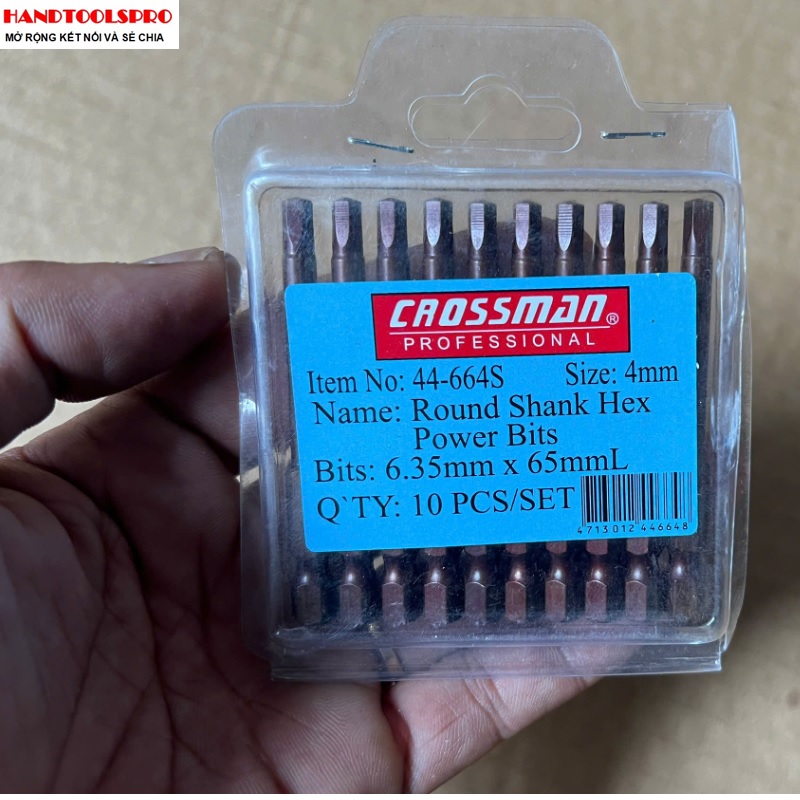 HANDTOOLSPRO
MỞ RỘNG KẾT NỐI VÀ SẺ CHIA
CROSSMAN®
PROFESSIONAL
Item No: 44-664S Size: 4mm
Name: Round Shank Hex
Power Bits
Bits: 6.35mm x 65mmL
Q`TY: 10 PCS/SET
4713012 446648